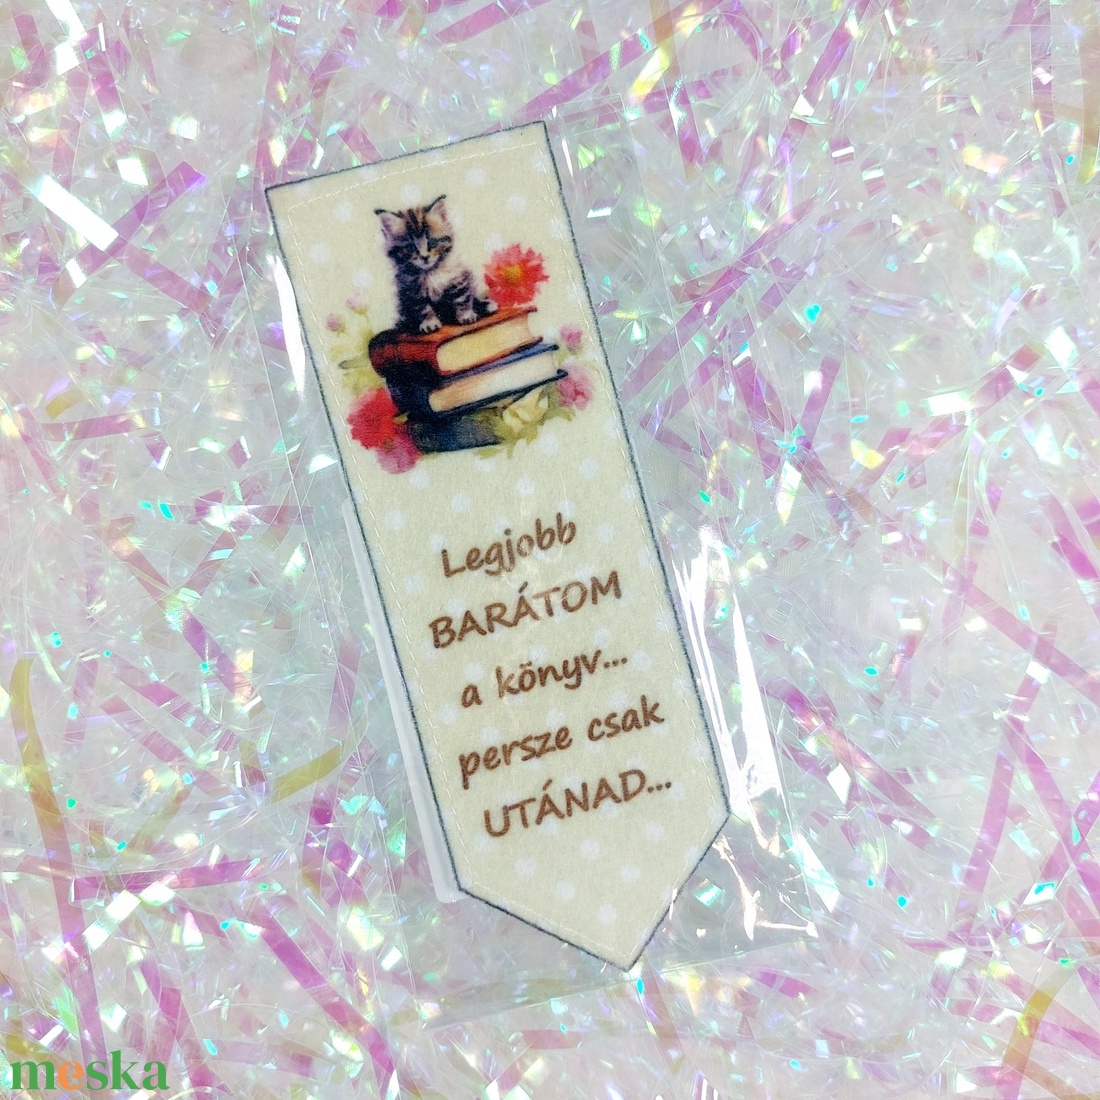 Legjobb
BARÁTOM
a könyv...
persze csak
UTÁNAD...
meska